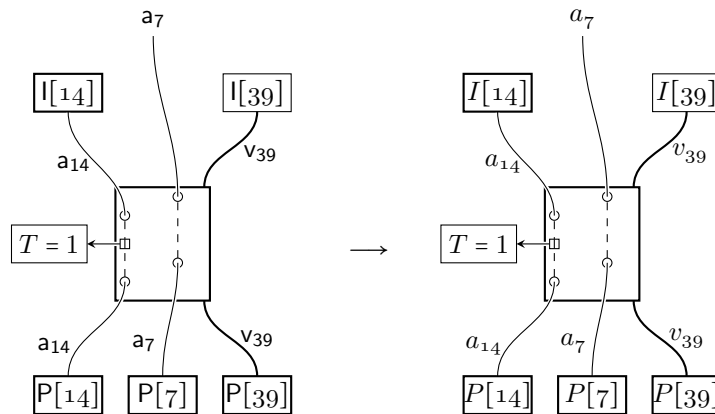 a₇ a₇
I[14] I[39] I[14] I[39]
a₁₄ v₃₉ a₁₄ v₃₉
T = 1 → T = 1
a₁₄ a₇ v₃₉ a₁₄ a₇ v₃₉
P[14] P[7] P[39] P[14] P[7] P[39]